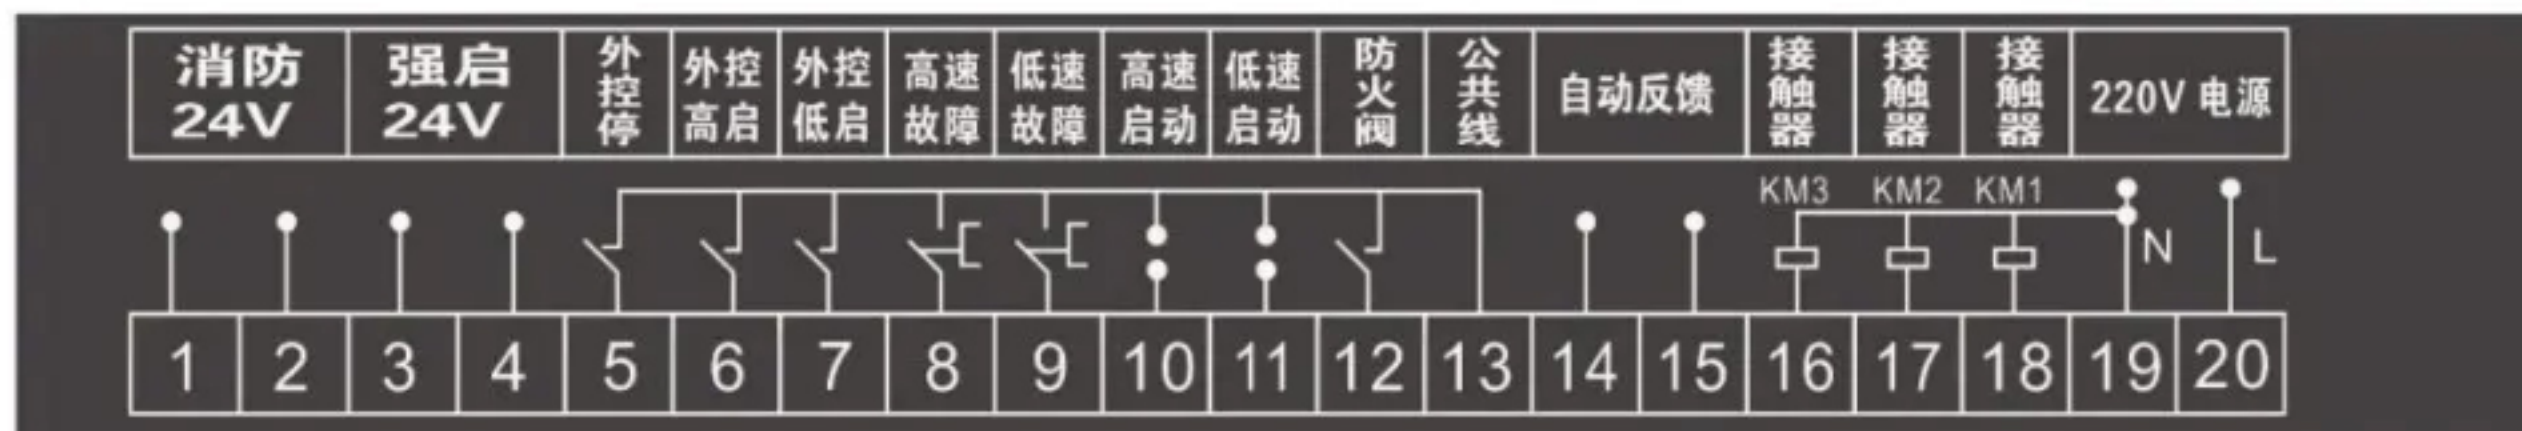 消防
24V
强启
24V
外控停
外控
高启
外控
低启
高速
故障
低速
故障
高速
启动
低速
启动
防火阀
公共线
自动反馈
接触器
接触器
接触器
220V 电源
KM3 KM2 KM1
N L
1 2 3 4 5 6 7 8 9 10 11 12 13 14 15 16 17 18 19 20